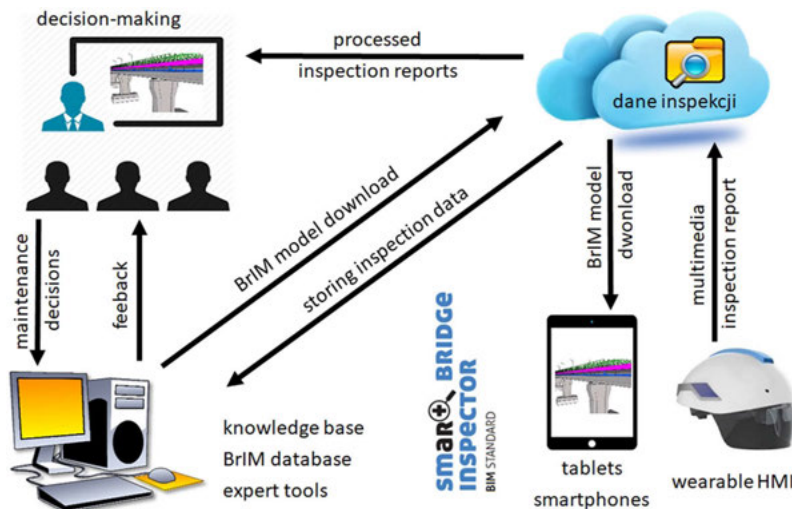 decision-making
processed
inspection reports
dane inspekcji
BrIM model download
storing inspection data
BrIM model
dwonload
multimedia
inspection report
maintenance
decisions
feeback
knowledge base
BrIM database
expert tools
smart BRIDGE
INSPECTOR
BIM STANDARD
tablets
smartphones
wearable HMI